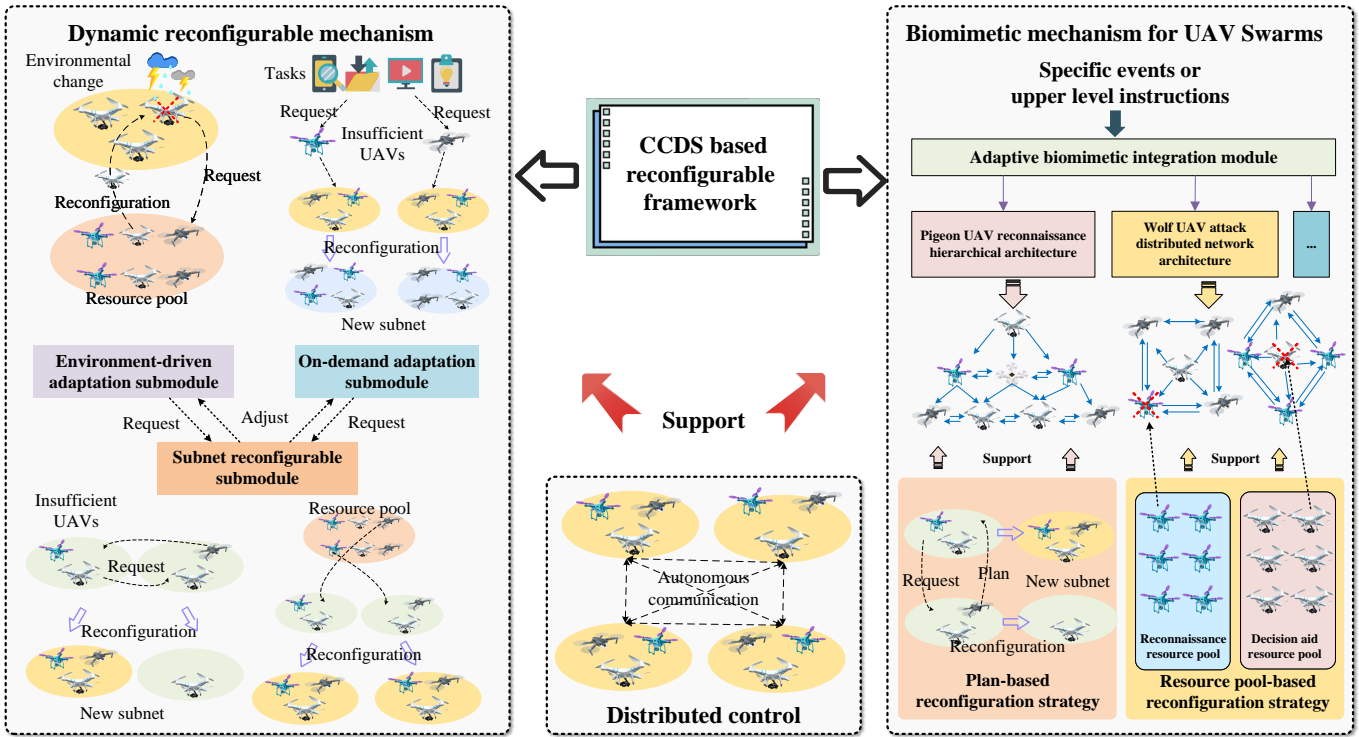 Dynamic reconfigurable mechanism
Environmental
change
Tasks
Request
Request
Insufficient
UAVs
Request
Reconfiguration
Resource pool
Reconfiguration
New subnet
Environment-driven
adaptation submodule
On-demand adaptation
submodule
Request
Adjust
Request
Subnet reconfigurable
submodule
Insufficient
UAVs
Request
Reconfiguration
New subnet
Resource pool
Reconfiguration
CCDS based
reconfigurable
framework
Support
Autonomous
communication
Distributed control
Biomimetic mechanism for UAV Swarms
Specific events or
upper level instructions
Adaptive biomimetic integration module
Pigeon UAV reconnaissance
hierarchical architecture
Wolf UAV attack
distributed network
architecture
...
Support
Support
Request
Plan
New subnet
Reconfiguration
Plan-based
reconfiguration strategy
Reconnaissance
resource pool
Decision aid
resource pool
Resource pool-based
reconfiguration strategy